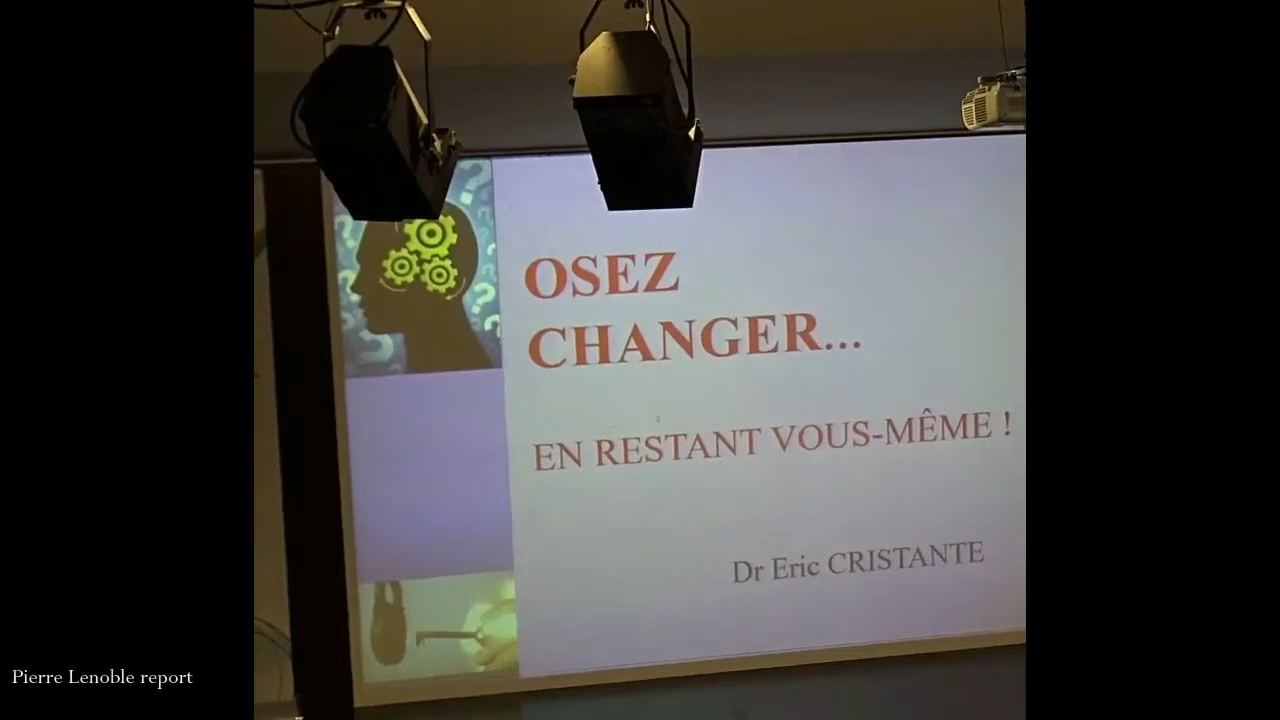 OSEZ
CHANGER...
EN RESTANT VOUS-MÊME !
Dr Eric CRISTANTE
Pierre Lenoble report